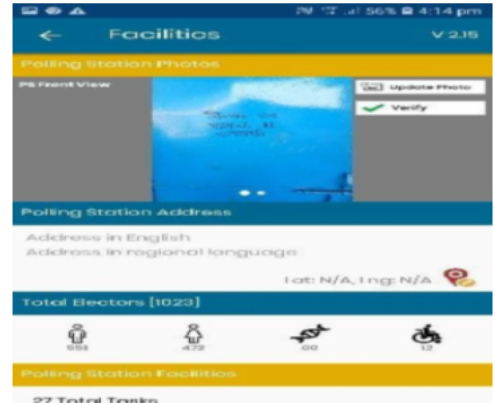 56% 4:14 pm
← Facilities V 2.15
Polling Station Photos
PS Front View
Update Photo
✓ Verify
Polling Station Address
Address in English
Address in regional language
Lat: N/A, Lng: N/A
Total Electors [1023]
551 472 00 12
Polling Station Facilities
27 Total Tasks